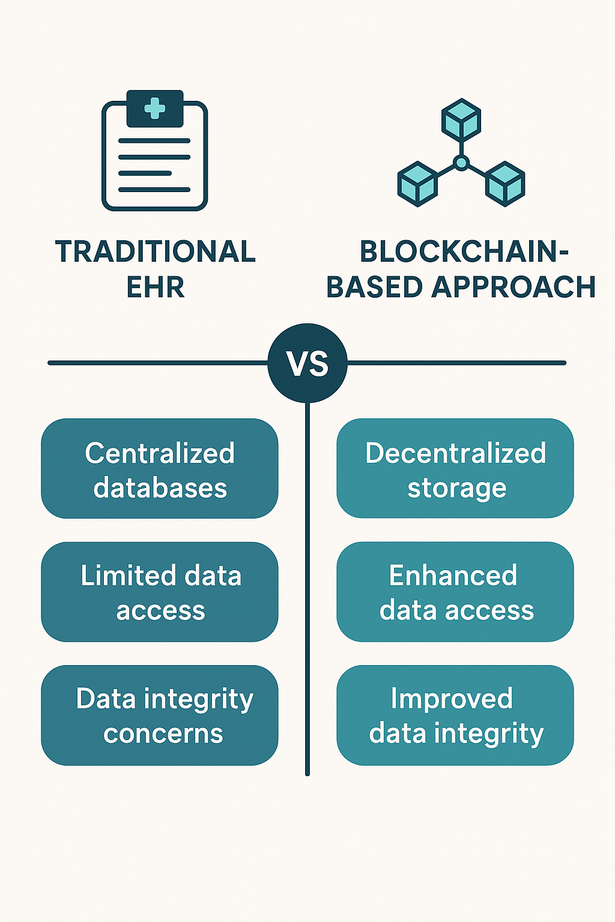 TRADITIONAL
EHR
BLOCKCHAIN-
BASED APPROACH
VS
Centralized
databases
Decentralized
storage
Limited data
access
Enhanced
data access
Data integrity
concerns
Improved
data integrity